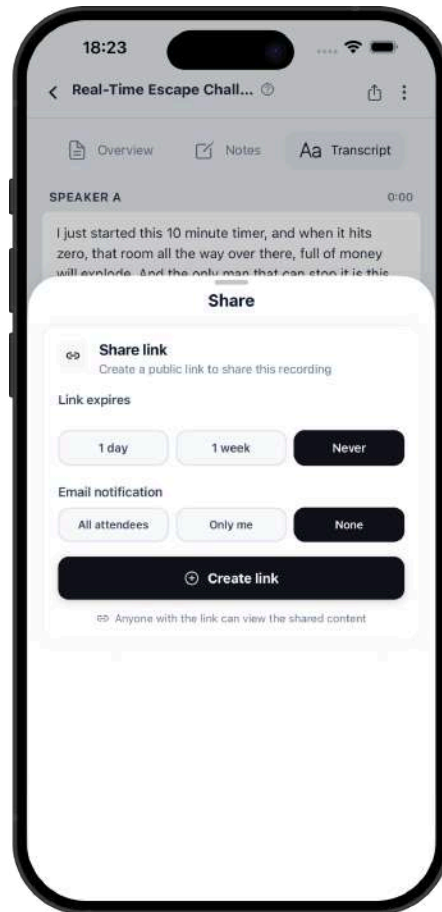 18:23
Real-Time Escape Chall...
Overview
Notes
Aa Transcript
SPEAKER A
0:00
I just started this 10 minute timer, and when it hits
zero, that room all the way over there, full of money
will explode. And the only man that can stop it is this
Share
Share link
Create a public link to share this recording
Link expires
1 day
1 week
Never
Email notification
All attendees
Only me
None
Create link
Anyone with the link can view the shared content